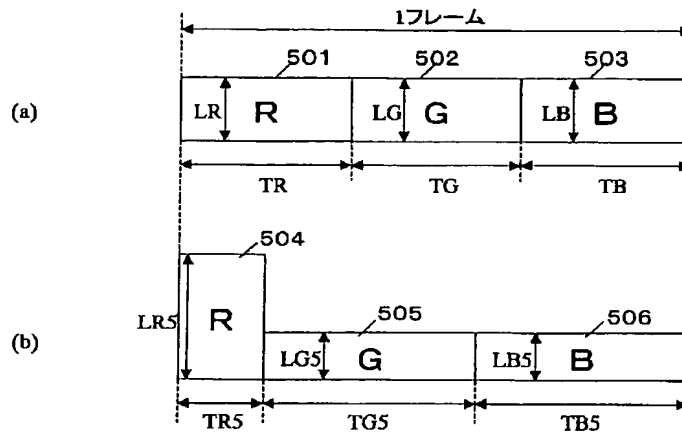 1フレーム
501 502 503
(a) LR R LG G LB B
TR TG TB
504
505 506
(b) LR5 R LG5 G LB5 B
TR5 TG5 TB5